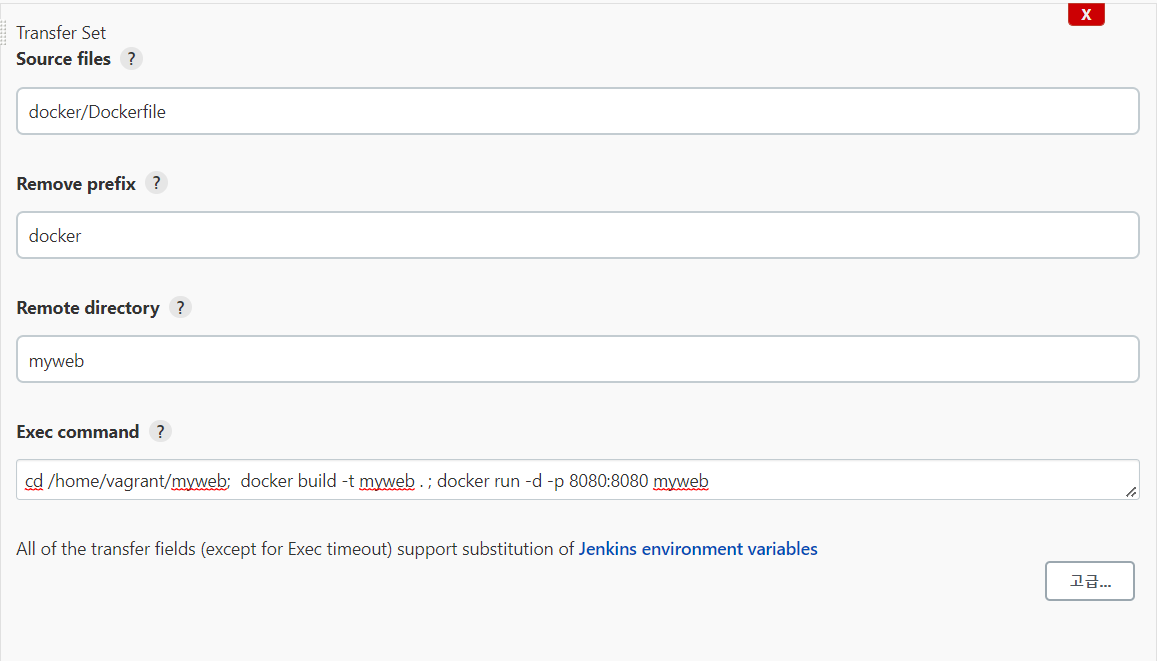 X
Transfer Set
Source files ?
docker/Dockerfile
Remove prefix ?
docker
Remote directory ?
myweb
Exec command ?
cd /home/vagrant/myweb;  docker build -t myweb . ; docker run -d -p 8080:8080 myweb
All of the transfer fields (except for Exec timeout) support substitution of Jenkins environment variables
고급...